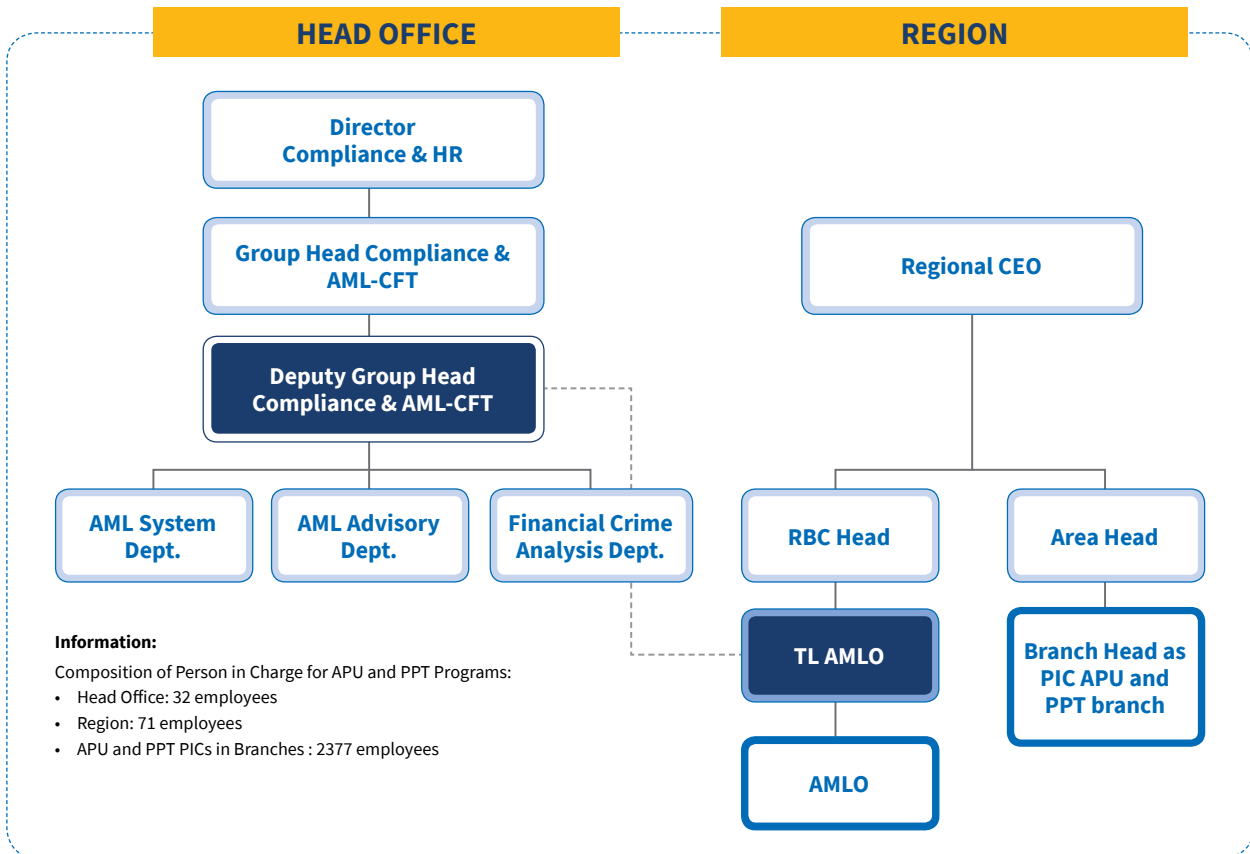 HEAD OFFICE
REGION
Director
Compliance & HR
Group Head Compliance &
AML-CFT
Regional CEO
Deputy Group Head
Compliance & AML-CFT
AML System
Dept.
AML Advisory
Dept.
Financial Crime
Analysis Dept.
RBC Head
Area Head
TL AMLO
Branch Head as
PIC APU and
PPT branch
AMLO
Information:
Composition of Person in Charge for APU and PPT Programs:
• Head Office: 32 employees
• Region: 71 employees
• APU and PPT PICs in Branches : 2377 employees